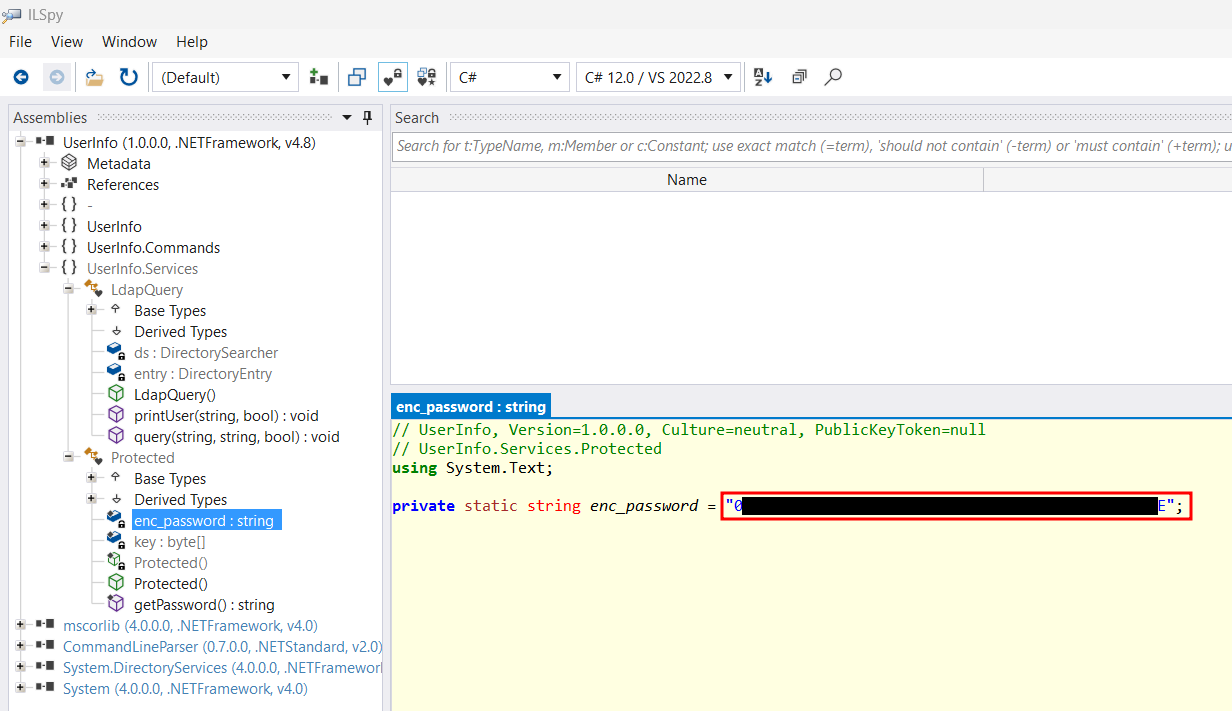 ILSpy
File View Window Help
(Default) C# C# 12.0 / VS 2022.8
Assemblies
UserInfo (1.0.0.0, .NETFramework, v4.8)
Metadata
References
-
UserInfo
UserInfo.Commands
UserInfo.Services
LdapQuery
Base Types
Derived Types
ds : DirectorySearcher
entry : DirectoryEntry
LdapQuery()
printUser(string, bool) : void
query(string, string, bool) : void
Protected
Base Types
Derived Types
enc_password : string
key : byte[]
Protected()
Protected()
getPassword() : string
mscorlib (4.0.0.0, .NETFramework, v4.0)
CommandLineParser (0.7.0.0, .NETStandard, v2.0)
System.DirectoryServices (4.0.0.0, .NETFramewor
System (4.0.0.0, .NETFramework, v4.0)
Search
Search for t:TypeName, m:Member or c:Constant; use exact match (=term), 'should not contain' (-term) or 'must contain' (+term); u
Name
enc_password : string
// UserInfo, Version=1.0.0.0, Culture=neutral, PublicKeyToken=null
// UserInfo.Services.Protected
using System.Text;
private static string enc_password = "0 E";